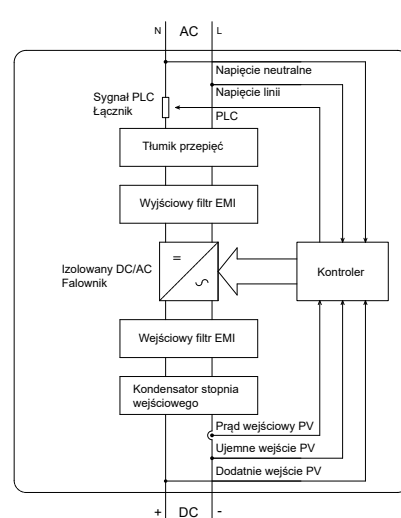 N AC L
Napięcie neutralne
Napięcie linii
Sygnał PLC
Łącznik
PLC
Tłumik przepięć
Wyjściowy filtr EMI
Izolowany DC/AC
Falownik
=
Kontroler
Wejściowy filtr EMI
Kondensator stopnia
wejściowego
Prąd wejściowy PV
Ujemne wejście PV
Dodatnie wejście PV
+ DC -